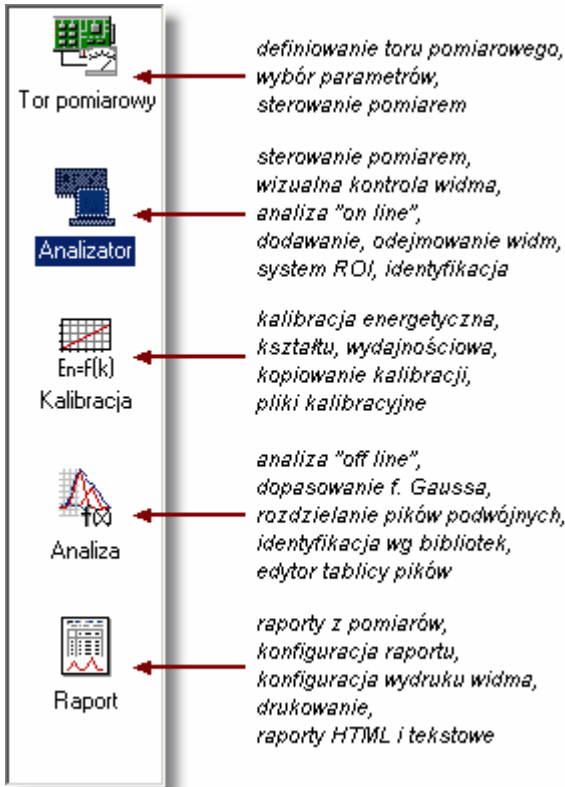 Tor pomiarowy
definiowanie toru pomiarowego,
wybór parametrów,
sterowanie pomiarem
Analizator
sterowanie pomiarem,
wizualna kontrola widma,
analiza "on line",
dodawanie, odejmowanie widm,
system ROI, identyfikacja
En=f(k)
Kalibracja
kalibracja energetyczna,
kształtu, wydajnościowa,
kopiowanie kalibracji,
pliki kalibracyjne
f(x)
Analiza
analiza "off line",
dopasowanie f. Gaussa,
rozdzielanie pików podwójnych,
identyfikacja wg bibliotek,
edytor tablicy pików
Raport
raporty z pomiarów,
konfiguracja raportu,
konfiguracja wydruku widma,
drukowanie,
raporty HTML i tekstowe